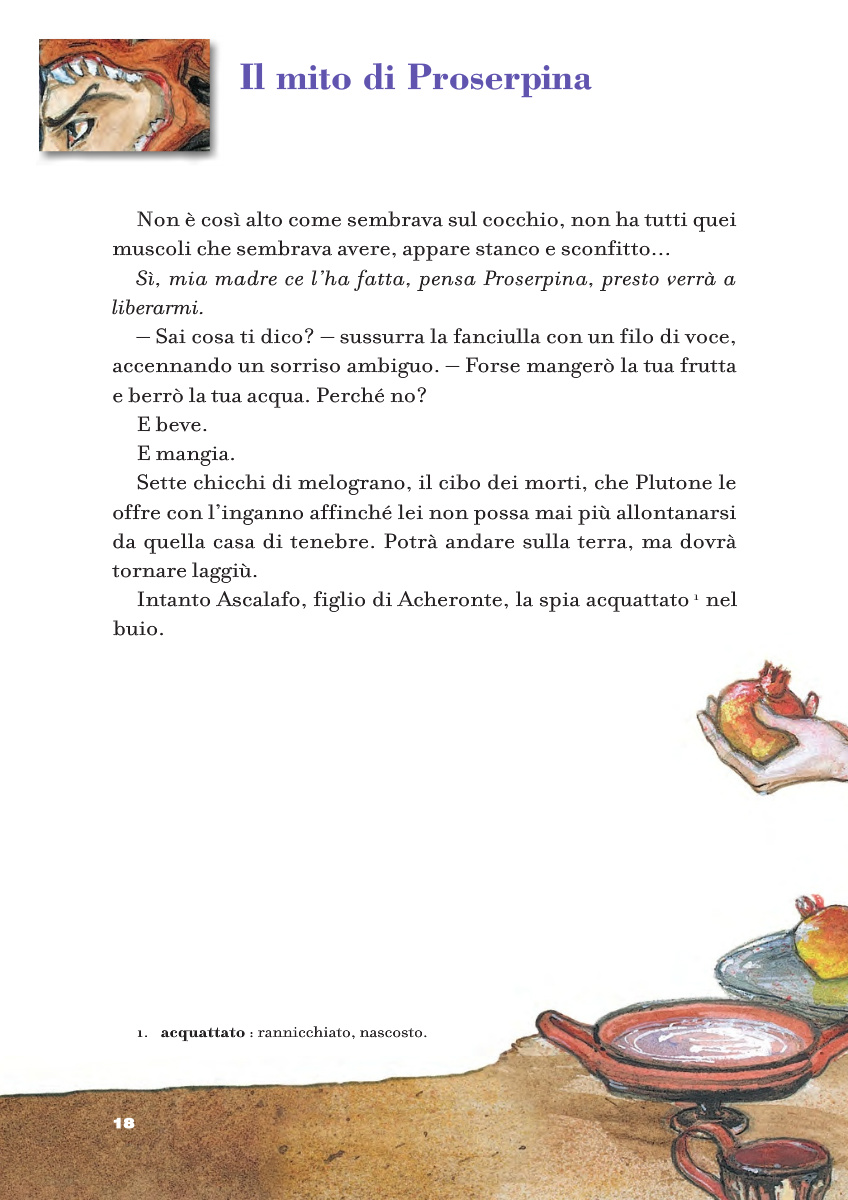 Il mito di Proserpina
Non è così alto come sembrava sul cocchio, non ha tutti quei
muscoli che sembrava avere, appare stanco e sconfitto...
Sì, mia madre ce l'ha fatta, pensa Proserpina, presto verrà a
liberarmi.
– Sai cosa ti dico? – sussurra la fanciulla con un filo di voce,
accennando un sorriso ambiguo. – Forse mangerò la tua frutta
e berrò la tua acqua. Perché no?
E beve.
E mangia.
Sette chicchi di melograno, il cibo dei morti, che Plutone le
offre con l'inganno affinché lei non possa mai più allontanarsi
da quella casa di tenebre. Potrà andare sulla terra, ma dovrà
tornare laggiù.
Intanto Ascalafo, figlio di Acheronte, la spia acquattato ¹ nel
buio.
1. acquattato : rannicchiato, nascosto.
18